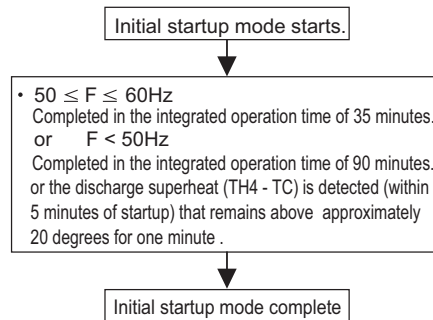 Initial startup mode starts.
· 50 ≤ F ≤ 60Hz
Completed in the integrated operation time of 35 minutes.
or F < 50Hz
Completed in the integrated operation time of 90 minutes.
or the discharge superheat (TH4 - TC) is detected (within
5 minutes of startup) that remains above approximately
20 degrees for one minute .
Initial startup mode complete